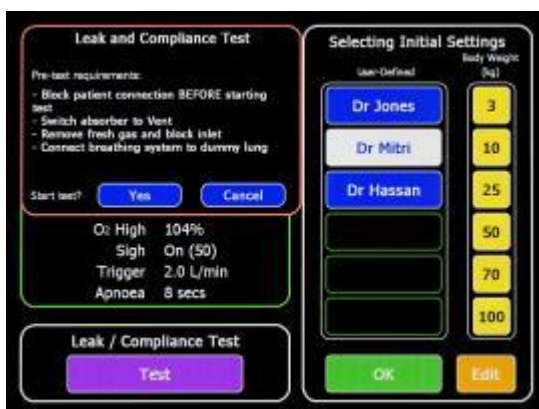 Leak and Compliance Test
Pre-test requirements:
- Block patient connection BEFORE starting
test
- Switch absorber to Vent
- Remove fresh gas and block inlet
- Connect breathing system to dummy lung
Start test? Yes Cancel
O2 High 104%
Sigh On (50)
Trigger 2.0 L/min
Apnoea 8 secs
Leak / Compliance Test
Test
Selecting Initial Settings
User-Defined
Body Weight
(kg)
Dr Jones 3
Dr Mitri 10
Dr Hassan 25
50
70
100
OK Edit